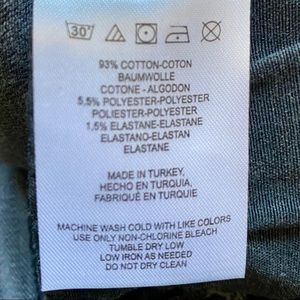 30°
93% COTTON-COTON
BAUMWOLLE
COTONE - ALGODON
5,5% POLYESTER-POLYESTER
POLIESTER-POLIESTER
1,5% ELASTANE-ELASTAN
ELASTANO-ELASTAN
ELASTANE
MADE IN TURKEY,
HECHO EN TURQUIA,
FABRIQUÉ EN TURQUIE
MACHINE WASH COLD WITH LIKE COLORS
USE ONLY NON-CHLORINE BLEACH
TUMBLE DRY LOW
LOW IRON AS NEEDED
DO NOT DRY CLEAN